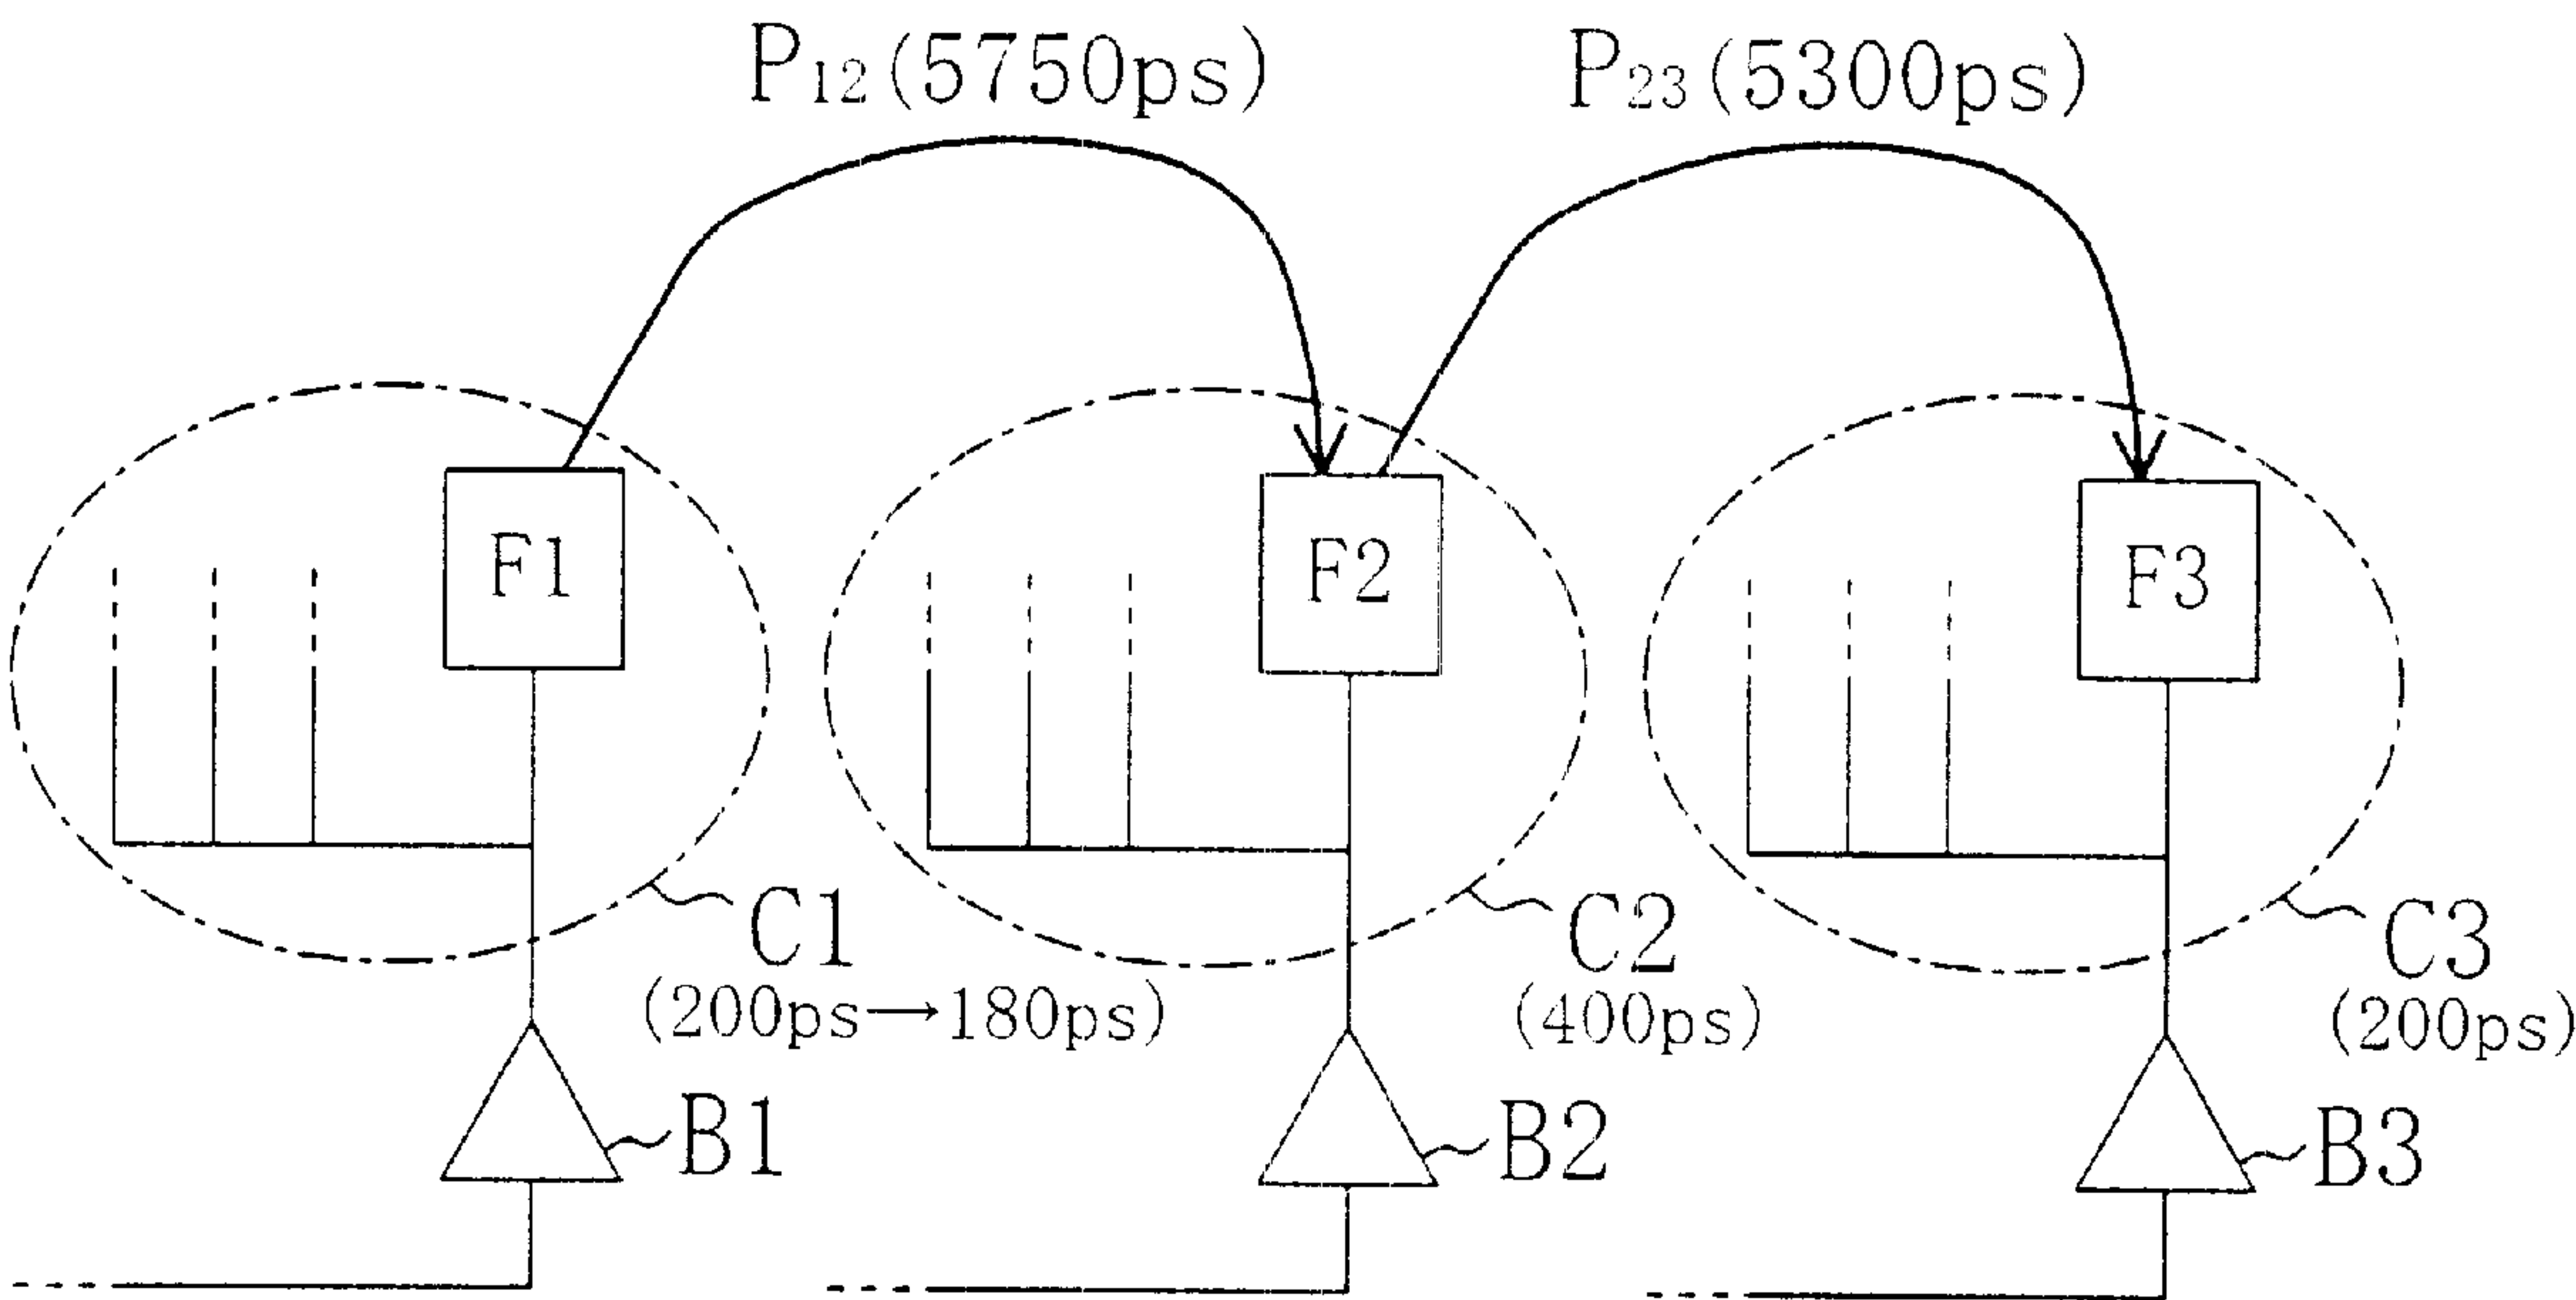 P12(5750ps)
P23(5300ps)
F1
F2
F3
C1
(200ps→180ps)
C2
(400ps)
C3
(200ps)
B1
B2
B3